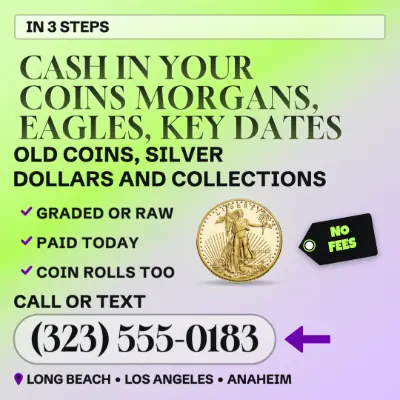 IN 3 STEPS
CASH IN YOUR
COINS MORGANS,
EAGLES, KEY DATES
OLD COINS, SILVER
DOLLARS AND COLLECTIONS
GRADED OR RAW
PAID TODAY
COIN ROLLS TOO
LIBERTY
NO
FEES
CALL OR TEXT
(323) 555-0183
LONG BEACH • LOS ANGELES • ANAHEIM